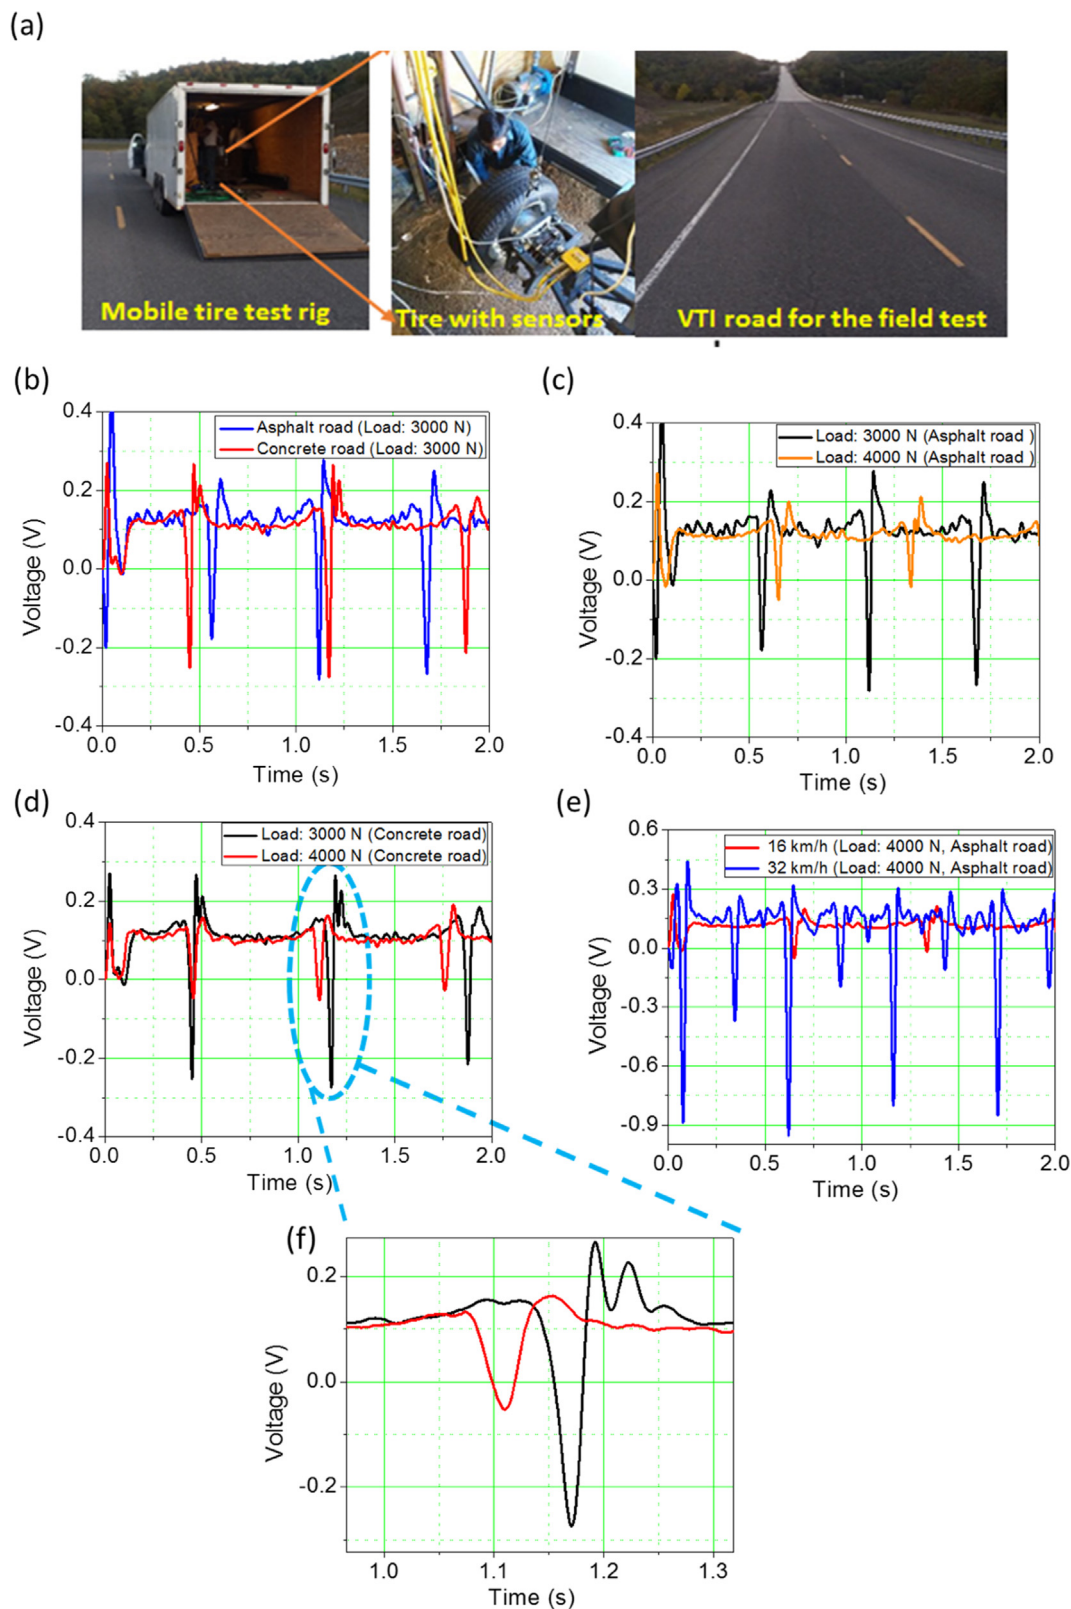 (a)
Mobile tire test rig
Tire with sensors
VTI road for the field test
(b)
Asphalt road (Load: 3000 N)
Concrete road (Load: 3000 N)
0.4
0.2
0.0
-0.2
-0.4
Voltage (V)
0.0 0.5 1.0 1.5 2.0
Time (s)
(c)
Load: 3000 N (Asphalt road )
Load: 4000 N (Asphalt road )
0.4
0.2
0.0
-0.2
-0.4
Voltage (V)
0.0 0.5 1.0 1.5 2.0
Time (s)
(d)
Load: 3000 N (Concrete road)
Load: 4000 N (Concrete road)
0.4
0.2
0.0
-0.2
-0.4
Voltage (V)
0.0 0.5 1.0 1.5 2.0
Time (s)
(e)
16 km/h (Load: 4000 N, Asphalt road)
32 km/h (Load: 4000 N, Asphalt road)
0.6
0.3
0.0
-0.3
-0.6
-0.9
Voltage (V)
0.0 0.5 1.0 1.5 2.0
Time (s)
(f)
0.2
0.0
-0.2
Voltage (V)
1.0 1.1 1.2 1.3
Time (s)